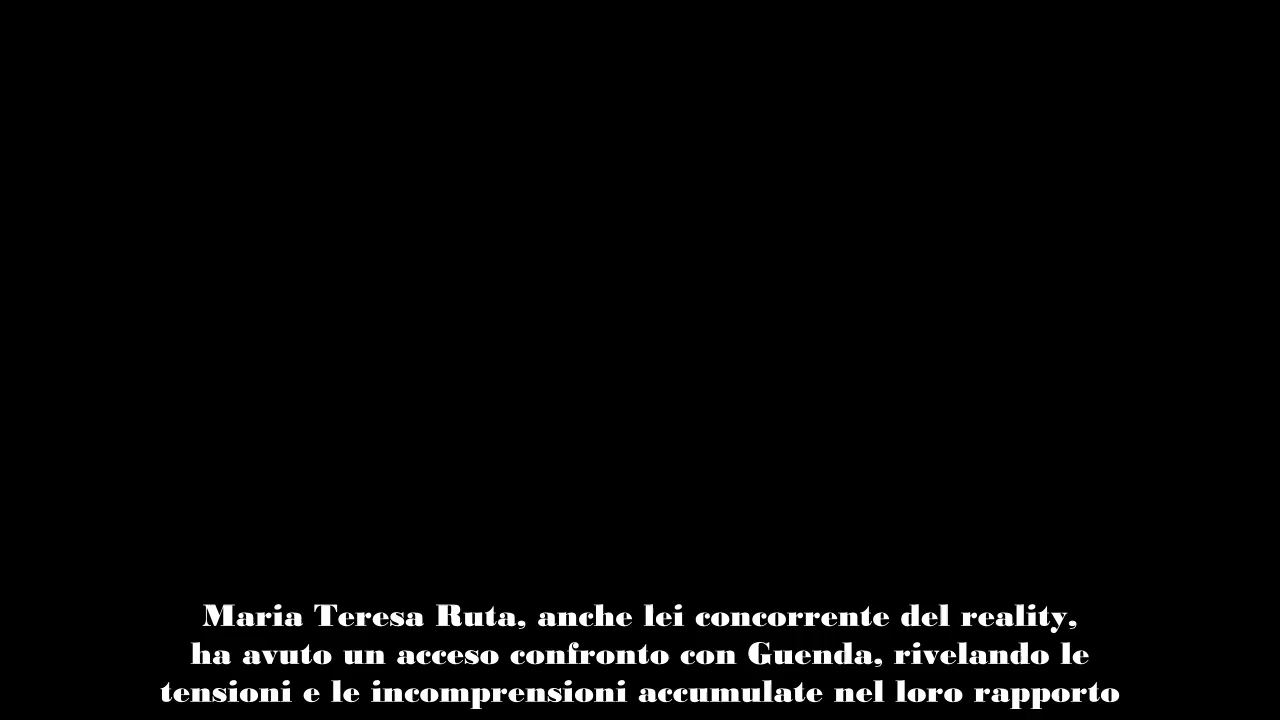 Maria Teresa Ruta, anche lei concorrente del reality,
ha avuto un acceso confronto con Guenda, rivelando le
tensioni e le incomprensioni accumulate nel loro rapporto